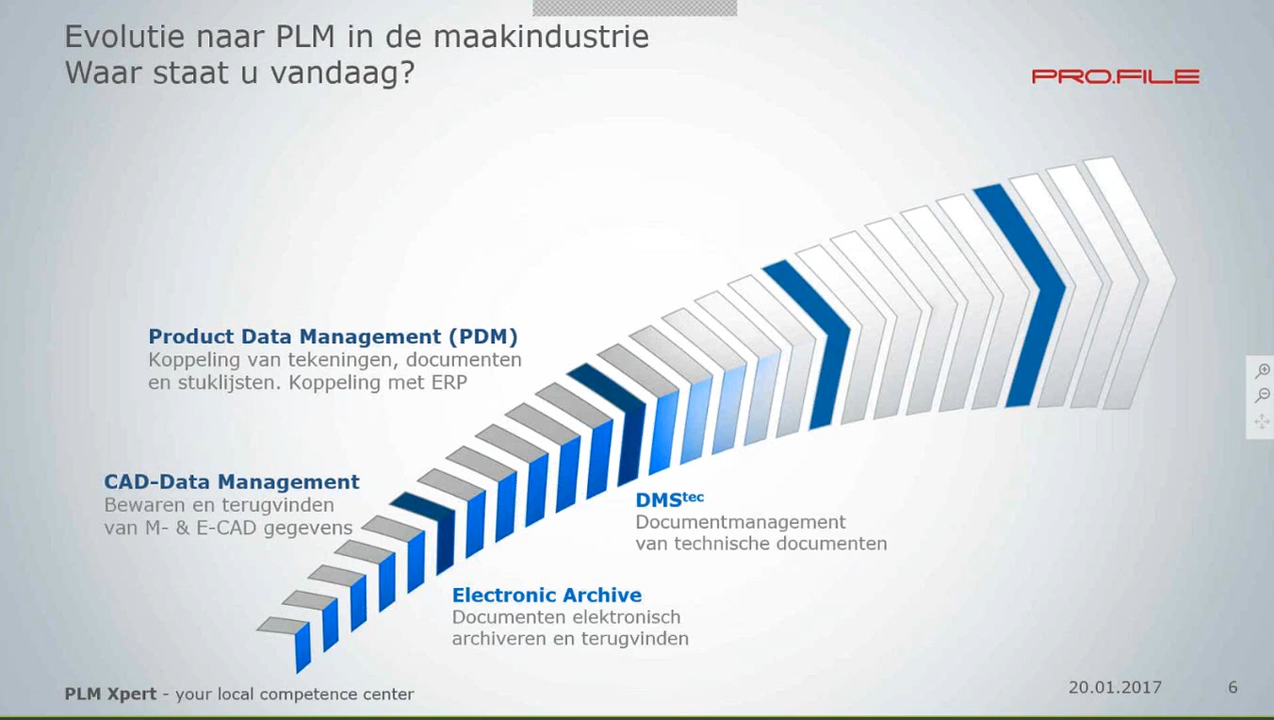 Evolutie naar PLM in de maakindustrie
Waar staat u vandaag?
PRO.FILE
Product Data Management (PDM)
Koppeling van tekeningen, documenten
en stuklijsten. Koppeling met ERP
CAD-Data Management
Bewaren en terugvinden
van M- & E-CAD gegevens
DMStec
Documentmanagement
van technische documenten
Electronic Archive
Documenten elektronisch
archiveren en terugvinden
PLM Xpert - your local competence center
20.01.2017
6